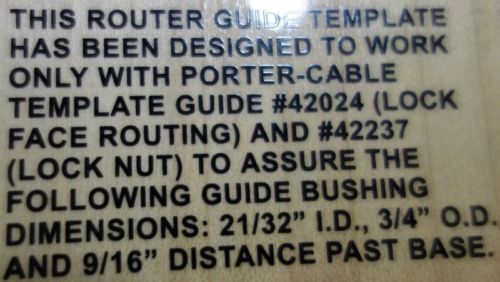 THIS ROUTER GUIDE TEMPLATE
HAS BEEN DESIGNED TO WORK
ONLY WITH PORTER-CABLE
TEMPLATE GUIDE #42024 (LOCK
FACE ROUTING) AND #42237
(LOCK NUT) TO ASSURE THE
FOLLOWING GUIDE BUSHING
DIMENSIONS: 21/32” I.D., 3/4” O.D.
AND 9/16” DISTANCE PAST BASE.